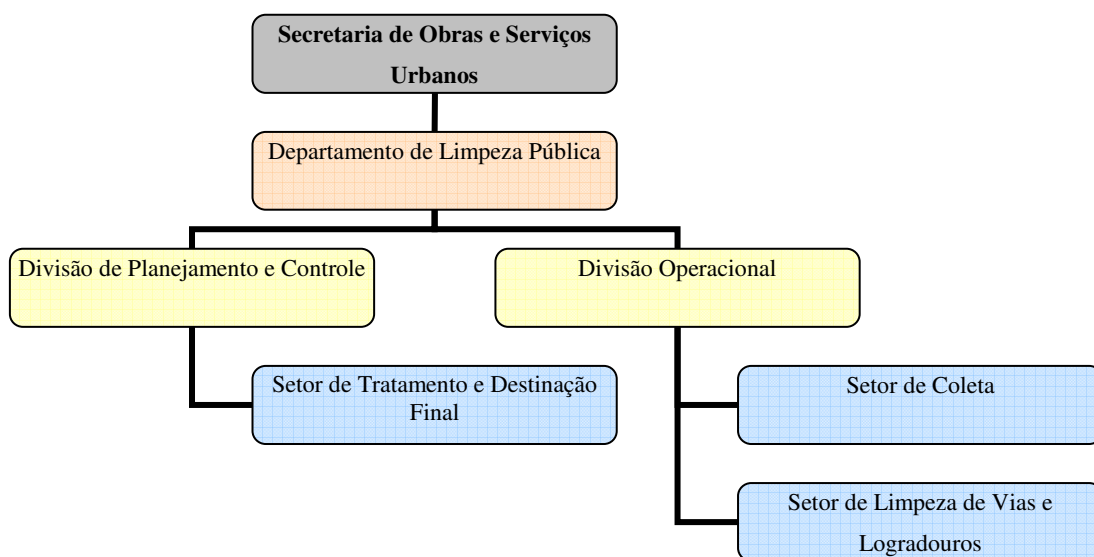 Secretaria de Obras e Serviços
Urbanos
Departamento de Limpeza Pública
Divisão de Planejamento e Controle
Divisão Operacional
Setor de Tratamento e Destinação
Final
Setor de Coleta
Setor de Limpeza de Vias e
Logradouros